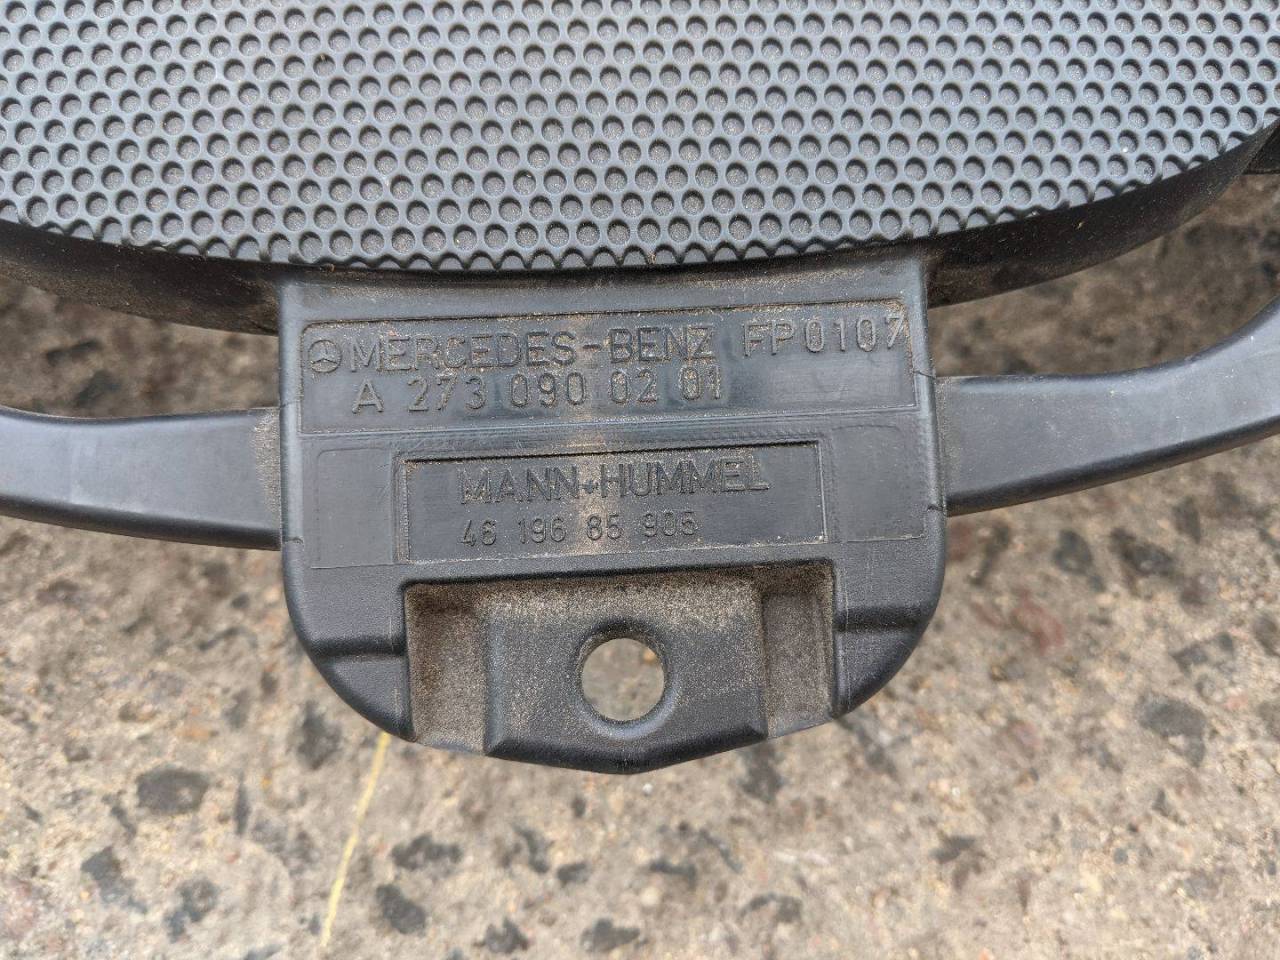 MERCEDES-BENZ FP0107
A 273 090 02 01
MANN+HUMMEL
46 196 85 905